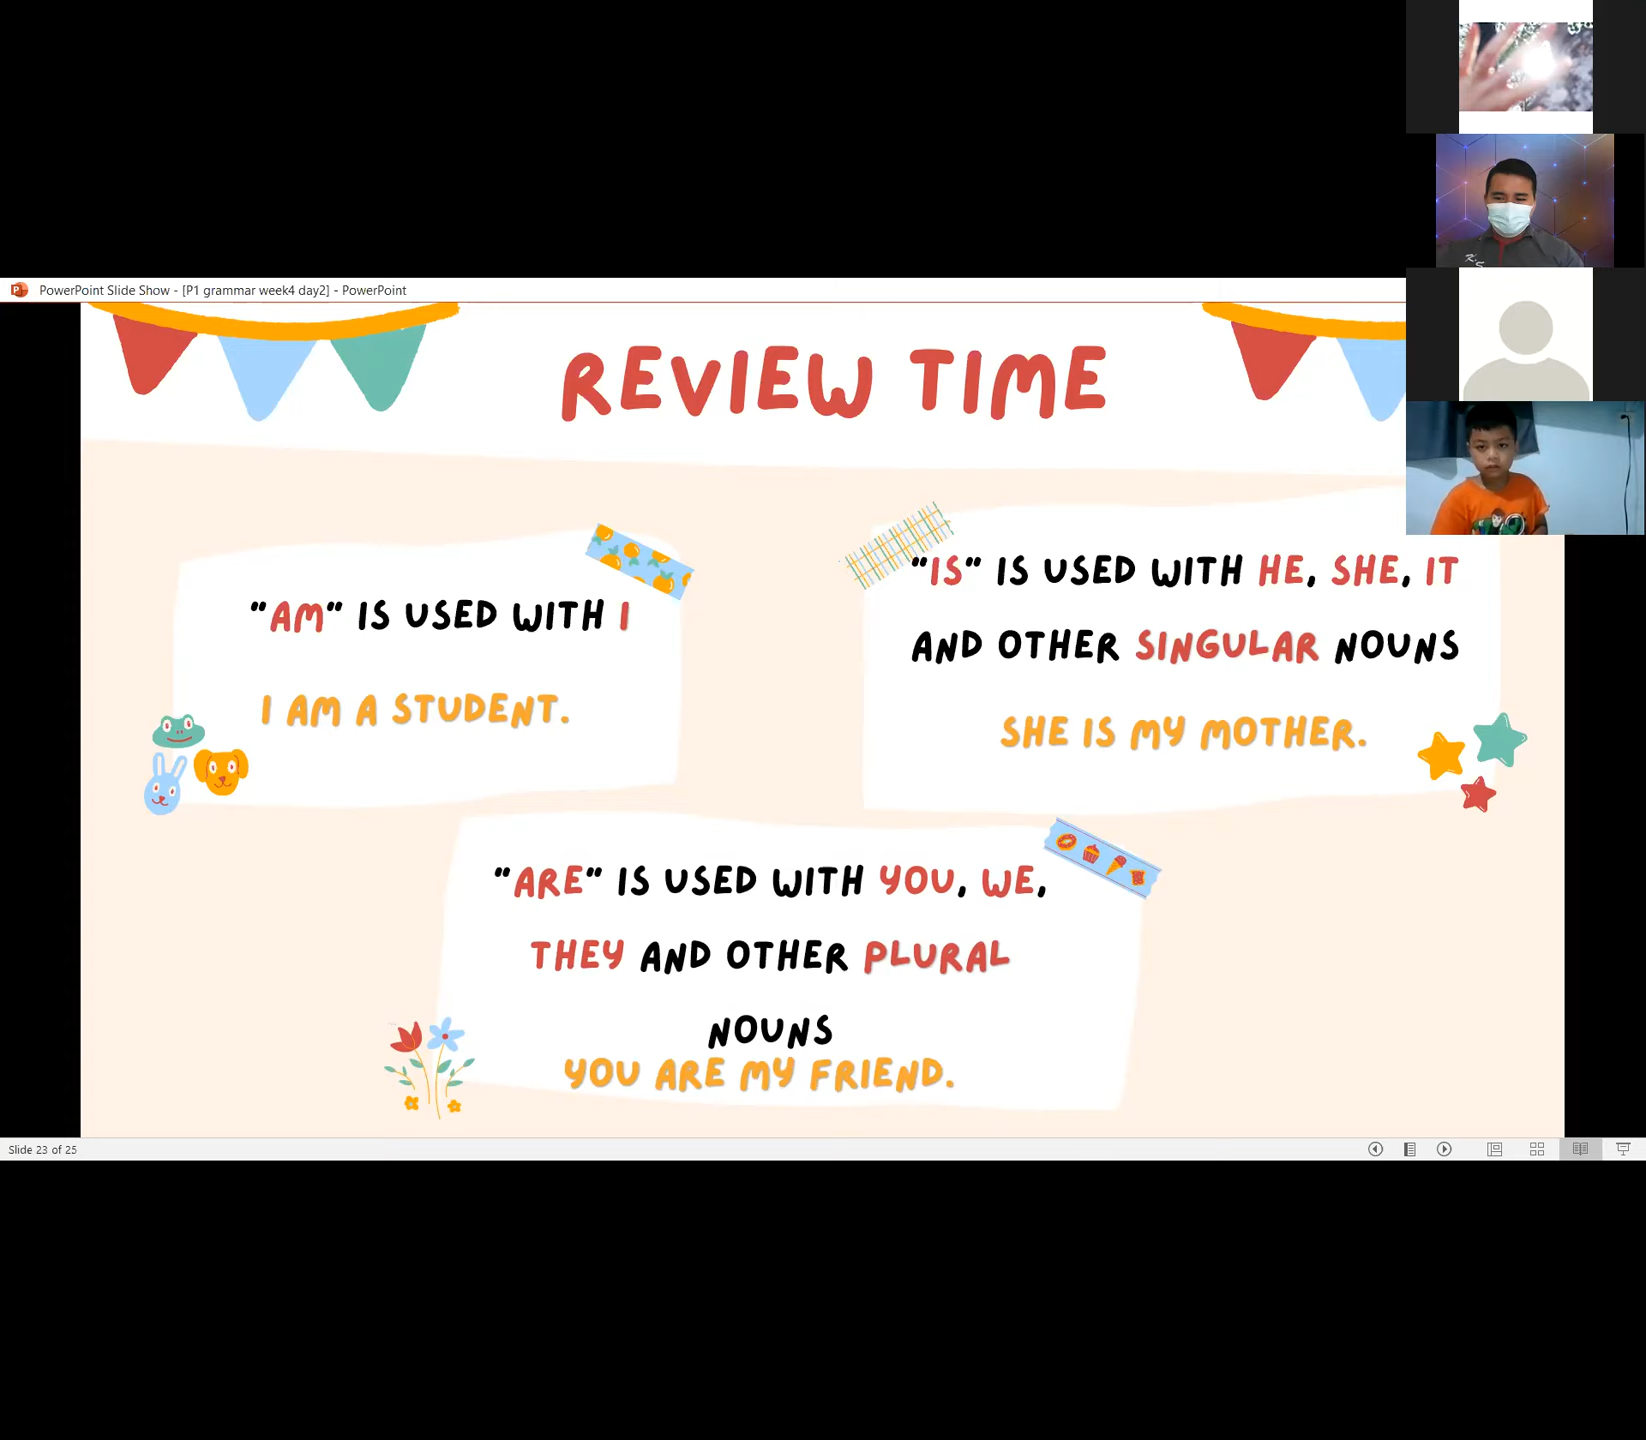 PowerPoint Slide Show - [P1 grammar week4 day2] - PowerPoint
REVIEW TIME
"AM" IS USED WITH I
I AM A STUDENT.
"IS" IS USED WITH HE, SHE, IT
AND OTHER SINGULAR NOUNS
SHE IS MY MOTHER.
"ARE" IS USED WITH YOU, WE,
THEY AND OTHER PLURAL
NOUNS
YOU ARE MY FRIEND.
Slide 23 of 25